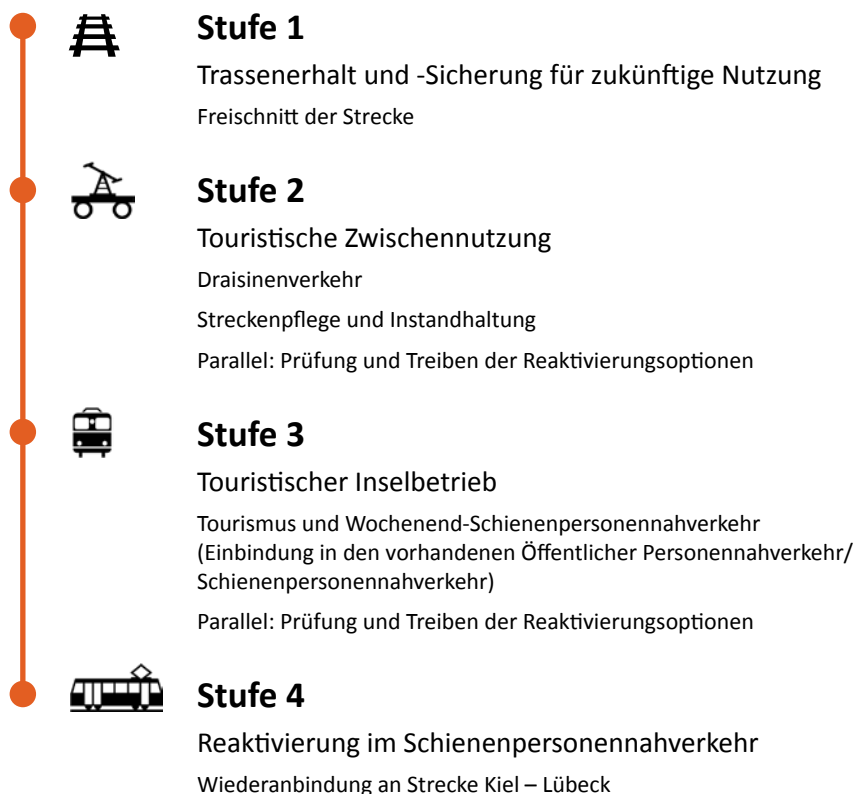 Stufe 1
Trassenerhalt und -Sicherung für zukünftige Nutzung
Freischnitt der Strecke
Stufe 2
Touristische Zwischennutzung
Draisinenverkehr
Streckenpflege und Instandhaltung
Parallel: Prüfung und Treiben der Reaktivierungsoptionen
Stufe 3
Touristischer Inselbetrieb
Tourismus und Wochenend-Schienenpersonennahverkehr
(Einbindung in den vorhandenen Öffentlicher Personennahverkehr/
Schienenpersonennahverkehr)
Parallel: Prüfung und Treiben der Reaktivierungsoptionen
Stufe 4
Reaktivierung im Schienenpersonennahverkehr
Wiederanbindung an Strecke Kiel – Lübeck